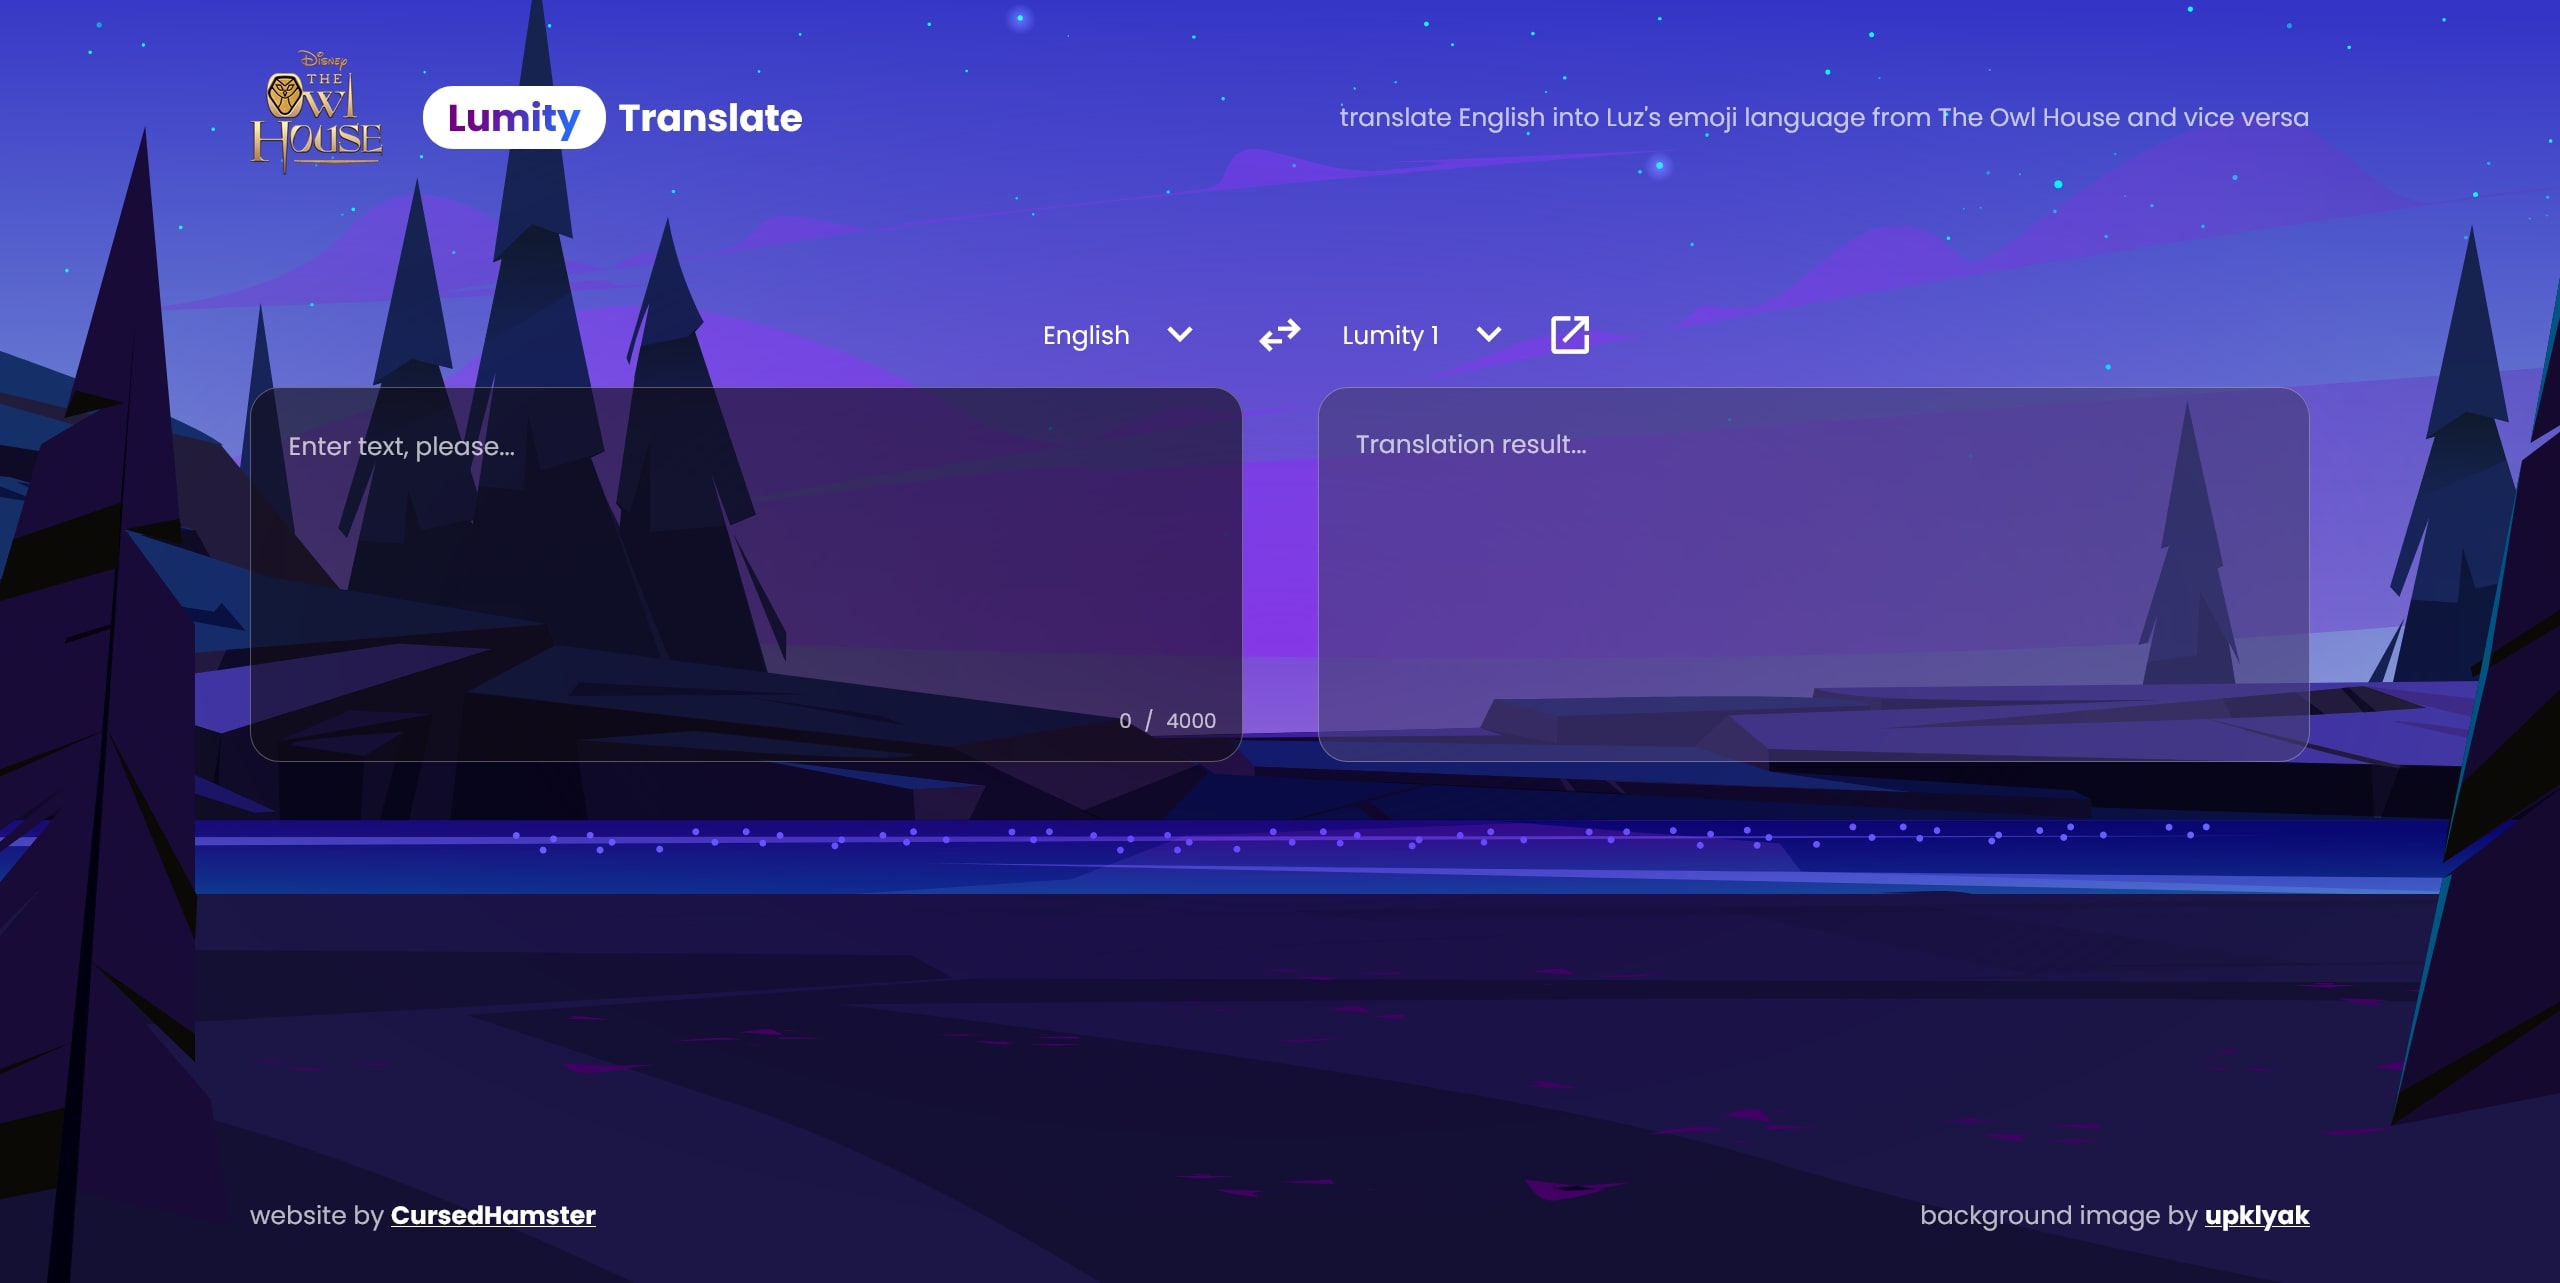 Disney
THE
OWL
HOUSE
Lumity Translate
translate English into Luz's emoji language from The Owl House and vice versa
English
Lumity 1
Enter text, please...
Translation result...
0 / 4000
website by CursedHamster
background image by upklyak